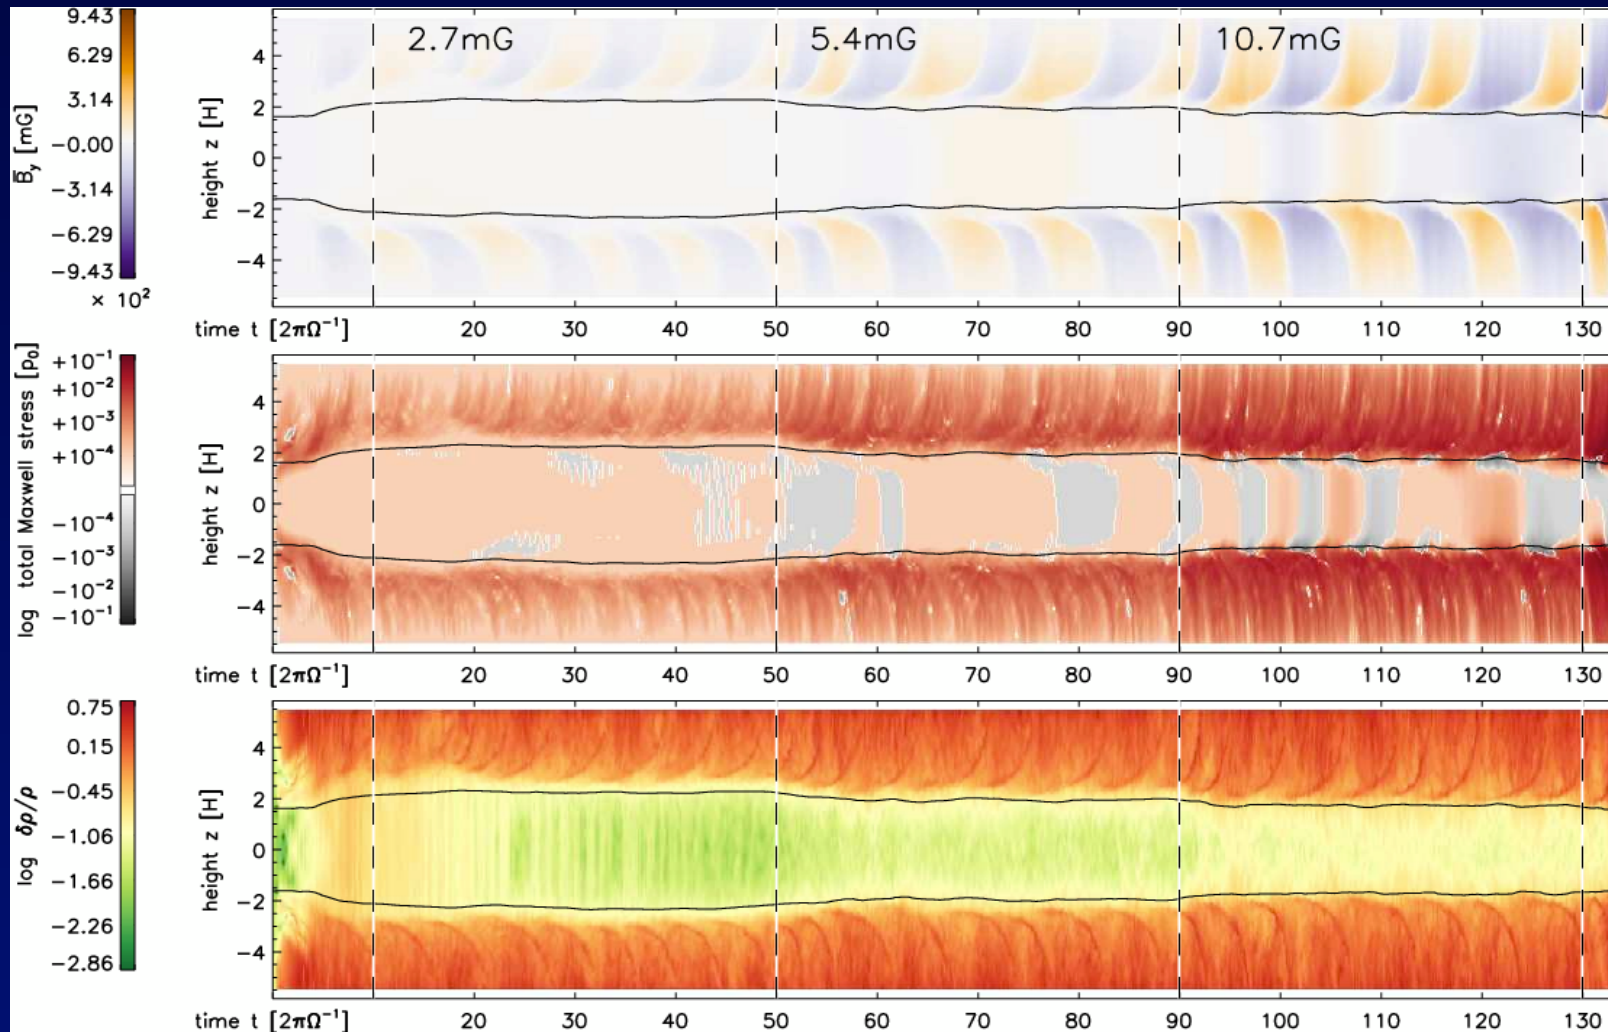 9.43
6.29
3.14
−0.00
−3.14
−6.29
−9.43
× 10²
B̄y [mG]
height z [H]
4
2
0
−2
−4
2.7mG
5.4mG
10.7mG
time t [2πΩ⁻¹]
20 30 40 50 60 70 80 90 100 110 120 130
log total Maxwell stress [p₀]
+10⁻¹
+10⁻²
+10⁻³
+10⁻⁴
−10⁻⁴
−10⁻³
−10⁻²
−10⁻¹
height z [H]
4
2
0
−2
−4
time t [2πΩ⁻¹]
20 30 40 50 60 70 80 90 100 110 120 130
log δρ/ρ
0.75
0.15
−0.45
−1.06
−1.66
−2.26
−2.86
height z [H]
4
2
0
−2
−4
time t [2πΩ⁻¹]
20 30 40 50 60 70 80 90 100 110 120 130